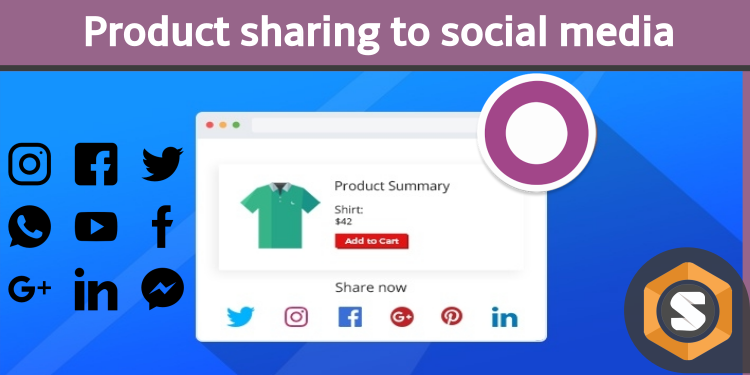 Product sharing to social media
Product Summary
Shirt:
$42
Add to Cart
Share now